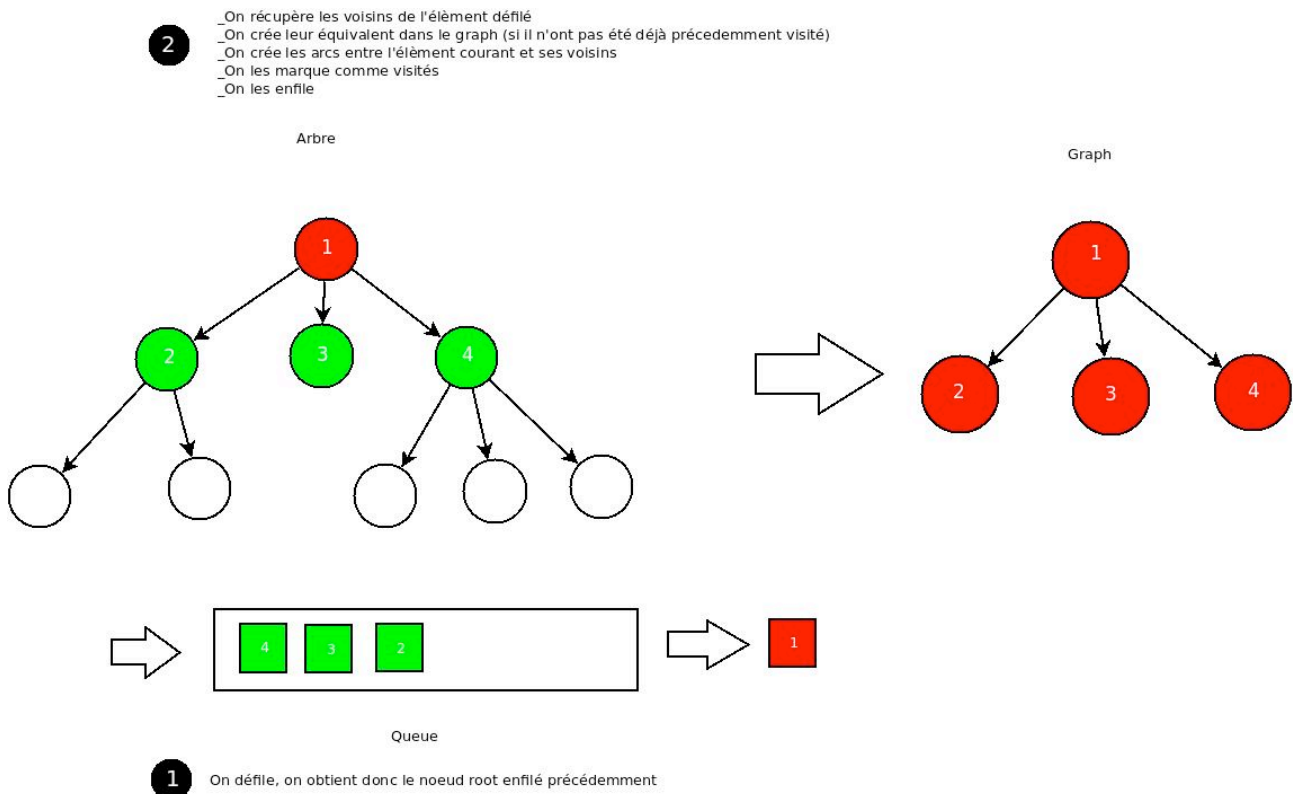 2
_On récupère les voisins de l'élèment défilé
_On crée leur équivalent dans le graph (si il n'ont pas été déjà précedemment visité)
_On crée les arcs entre l'élèment courant et ses voisins
_On les marque comme visités
_On les enfile
Arbre
Graph
1
2
3
4
1
2
3
4
4
3
2
1
Queue
1
On défile, on obtient donc le noeud root enfilé précédemment